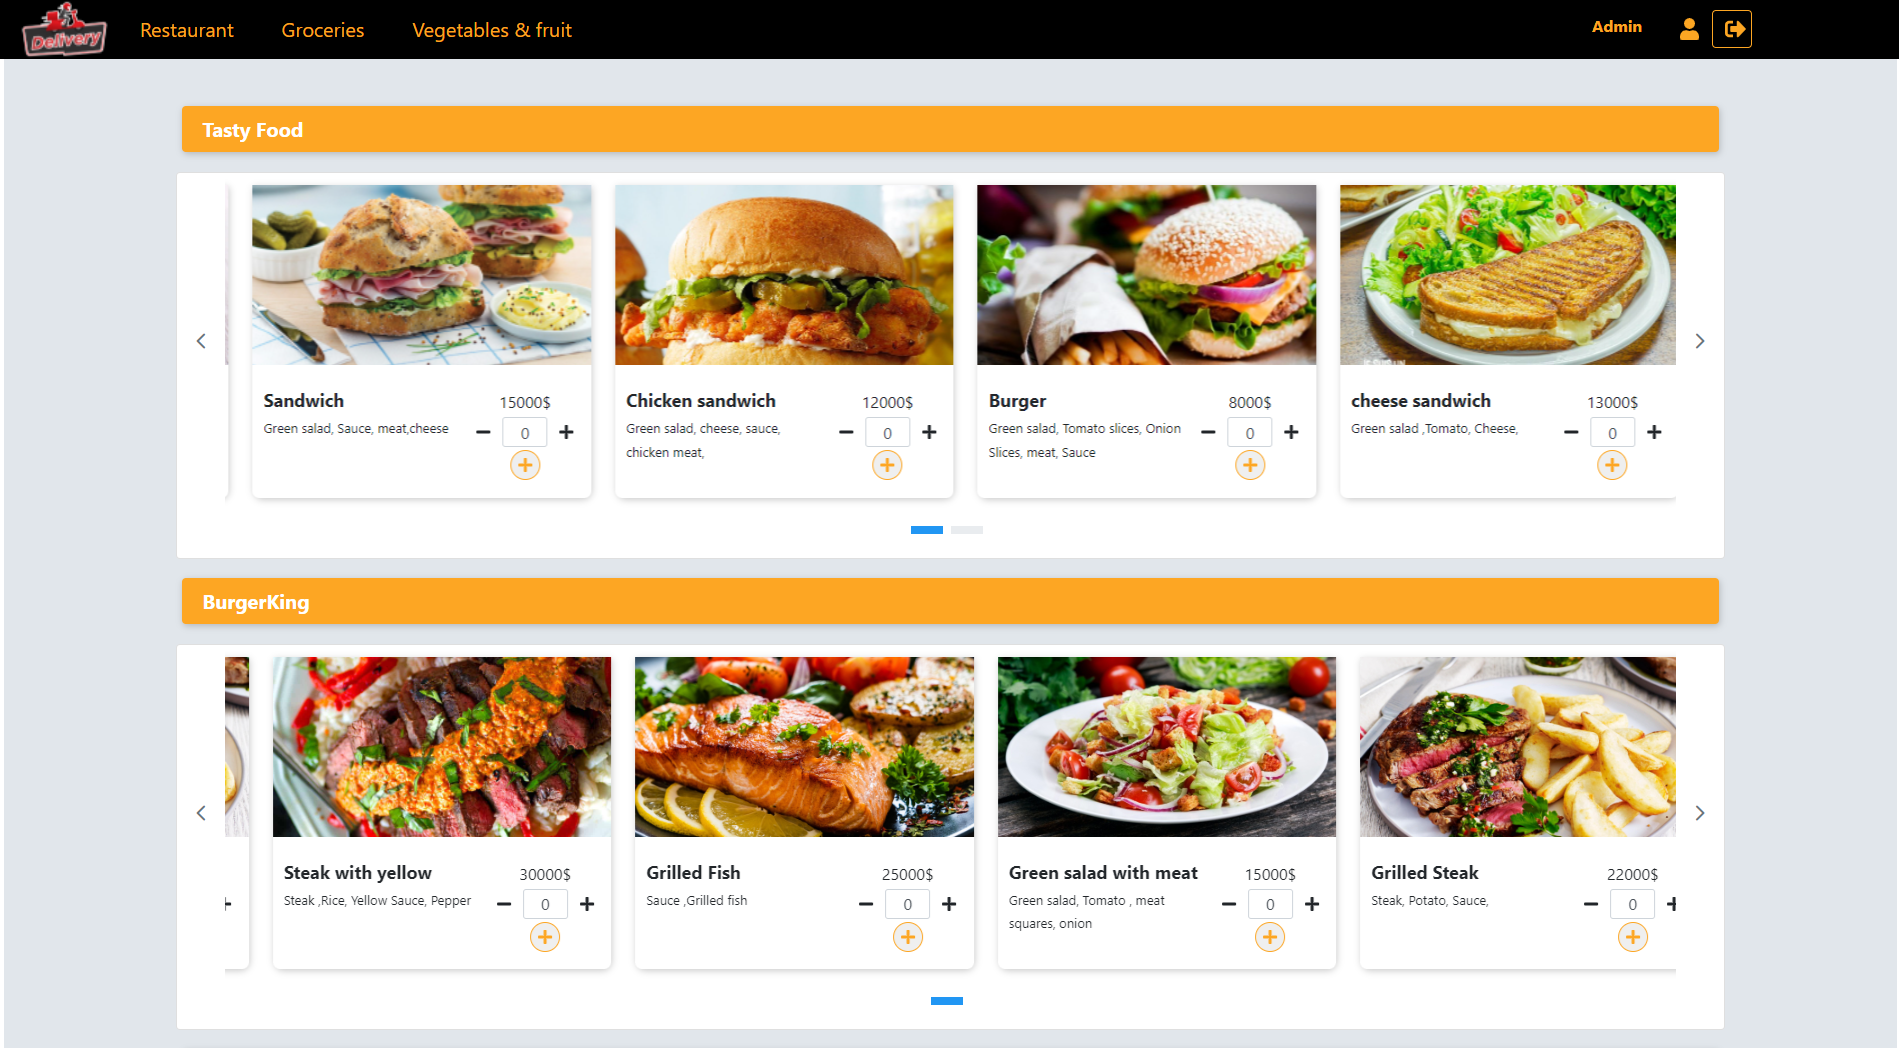 Delivery
Restaurant
Groceries
Vegetables & fruit
Admin
Tasty Food
Sandwich
15000$
Green salad, Sauce, meat,cheese
0
Chicken sandwich
12000$
Green salad, cheese, sauce,
chicken meat,
0
Burger
8000$
Green salad, Tomato slices, Onion
Slices, meat, Sauce
0
cheese sandwich
13000$
Green salad ,Tomato, Cheese,
0
BurgerKing
Steak with yellow
30000$
Steak ,Rice, Yellow Sauce, Pepper
0
Grilled Fish
25000$
Sauce ,Grilled fish
0
Green salad with meat
15000$
Green salad, Tomato , meat
squares, onion
0
Grilled Steak
22000$
Steak, Potato, Sauce,
0